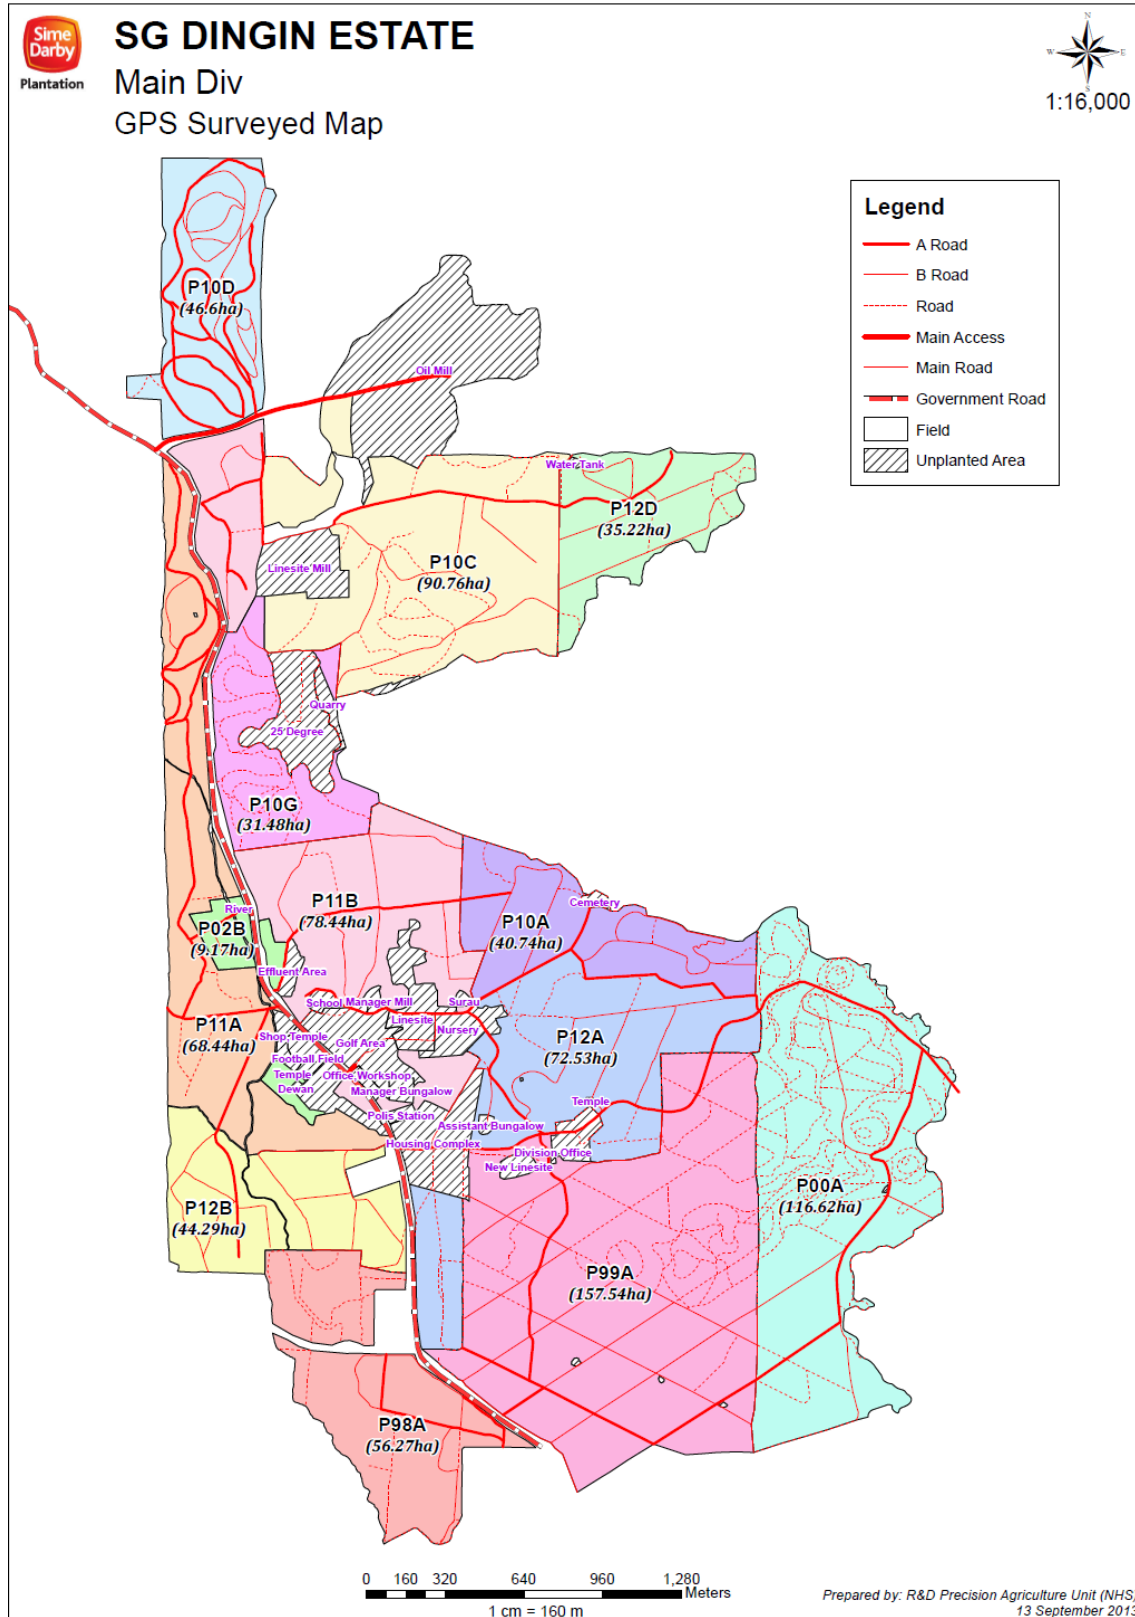 Sime
Darby
Plantation
SG DINGIN ESTATE
Main Div
GPS Surveyed Map
N
W
E
S
1:16,000
Legend
A Road
B Road
Road
Main Access
Main Road
Government Road
Field
Unplanted Area
P10D
(46.6ha)
Oil Mill
Water Tank
P12D
(35.22ha)
P10C
(90.76ha)
Linesite Mill
Quarry
25 Degree
P10G
(31.48ha)
P11B
(78.44ha)
Cemetery
River
P10A
(40.74ha)
P02B
(9.17ha)
Effluent Area
School
Manager Mill
Surau
Linesite
Nursery
P11A
(68.44ha)
Shop Temple
Golf Area
P12A
(72.53ha)
Football Field
Temple
Office Workshop
Dewan
Manager Bungalow
Temple
Polis Station
Assistant Bungalow
Housing Complex
Division Office
New Linesite
P00A
(116.62ha)
P12B
(44.29ha)
P99A
(157.54ha)
P98A
(56.27ha)
0 160 320 640 960 1,280
Meters
1 cm = 160 m
Prepared by: R&D Precision Agriculture Unit (NHS)
13 September 2013